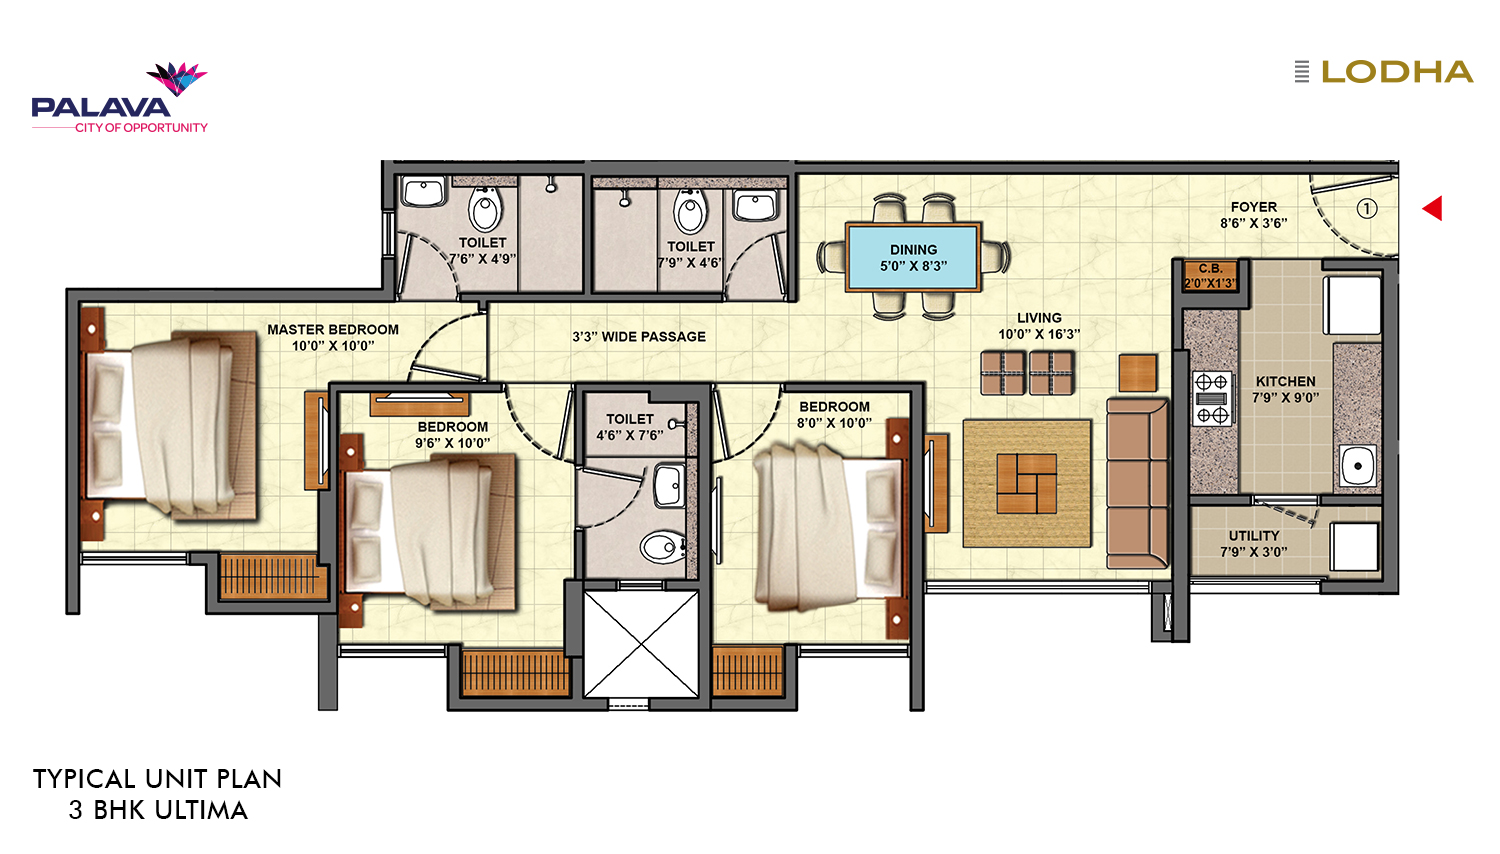 PALAVA
CITY OF OPPORTUNITY
LODHA
FOYER
8'6" X 3'6"
1
TOILET
7'6" X 4'9"
TOILET
7'9" X 4'6"
DINING
5'0" X 8'3"
C.B.
2'0"X1'3"
MASTER BEDROOM
10'0" X 10'0"
3'3" WIDE PASSAGE
LIVING
10'0" X 16'3"
KITCHEN
7'9" X 9'0"
BEDROOM
9'6" X 10'0"
TOILET
4'6" X 7'6"
BEDROOM
8'0" X 10'0"
UTILITY
7'9" X 3'0"
TYPICAL UNIT PLAN
3 BHK ULTIMA